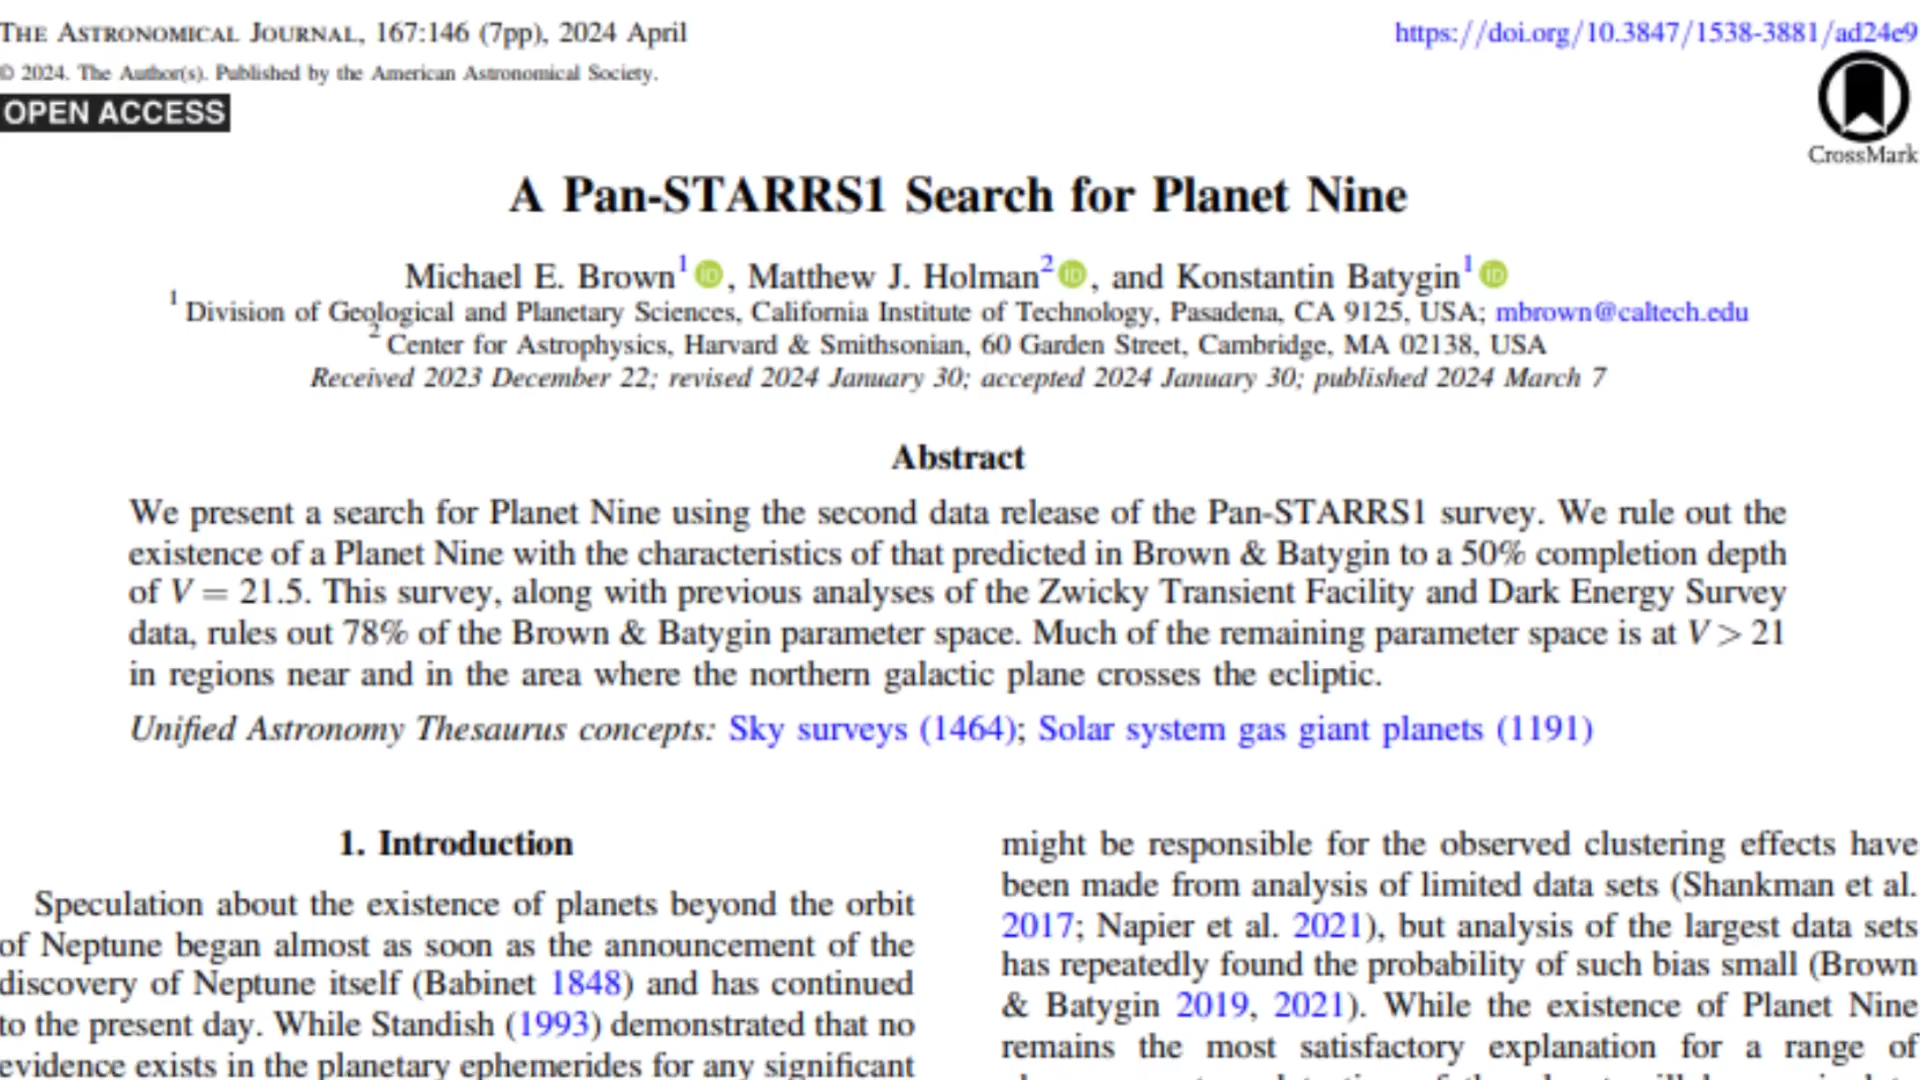 THE ASTRONOMICAL JOURNAL, 167:146 (7pp), 2024 April
https://doi.org/10.3847/1538-3881/ad24e9
© 2024. The Author(s). Published by the American Astronomical Society.
OPEN ACCESS
CrossMark
A Pan-STARRS1 Search for Planet Nine
Michael E. Brown1 iD, Matthew J. Holman2 iD, and Konstantin Batygin1 iD
1 Division of Geological and Planetary Sciences, California Institute of Technology, Pasadena, CA 9125, USA; mbrown@caltech.edu
2 Center for Astrophysics, Harvard & Smithsonian, 60 Garden Street, Cambridge, MA 02138, USA
Received 2023 December 22; revised 2024 January 30; accepted 2024 January 30; published 2024 March 7
Abstract
We present a search for Planet Nine using the second data release of the Pan-STARRS1 survey. We rule out the
existence of a Planet Nine with the characteristics of that predicted in Brown & Batygin to a 50% completion depth
of V = 21.5. This survey, along with previous analyses of the Zwicky Transient Facility and Dark Energy Survey
data, rules out 78% of the Brown & Batygin parameter space. Much of the remaining parameter space is at V > 21
in regions near and in the area where the northern galactic plane crosses the ecliptic.
Unified Astronomy Thesaurus concepts: Sky surveys (1464); Solar system gas giant planets (1191)
1. Introduction
Speculation about the existence of planets beyond the orbit
of Neptune began almost as soon as the announcement of the
discovery of Neptune itself (Babinet 1848) and has continued
to the present day. While Standish (1993) demonstrated that no
evidence exists in the planetary ephemerides for any significant
might be responsible for the observed clustering effects have
been made from analysis of limited data sets (Shankman et al.
2017; Napier et al. 2021), but analysis of the largest data sets
has repeatedly found the probability of such bias small (Brown
& Batygin 2019, 2021). While the existence of Planet Nine
remains the most satisfactory explanation for a range of